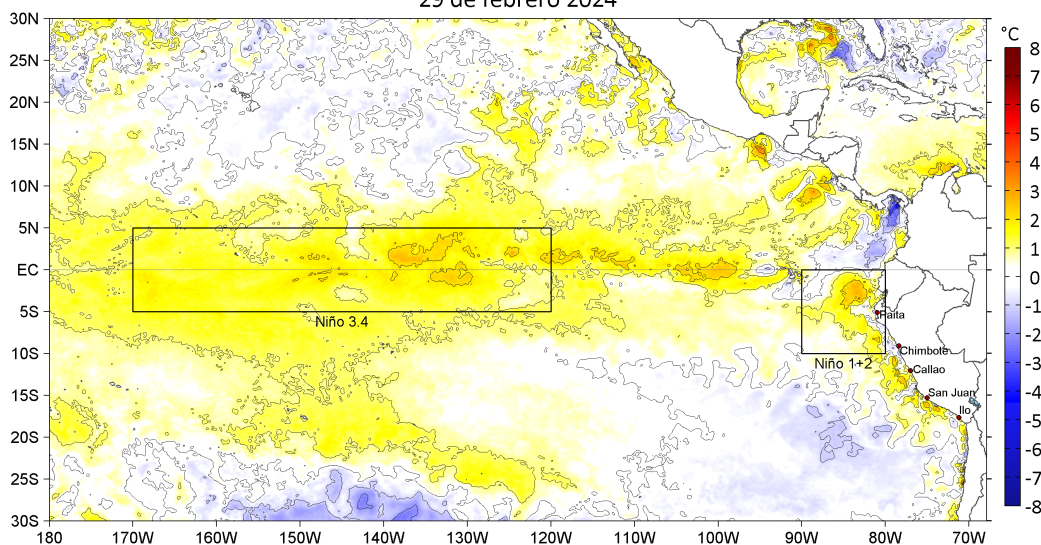 29 de febrero 2024
30N
25N
20N
15N
10N
5N
EC
5S
10S
15S
20S
25S
30S
180 170W 160W 150W 140W 130W 120W 110W 100W 90W 80W 70W
Niño 3.4
Niño 1+2
Paita
Chimbote
Callao
San Juan
Ilo
°C
8
7
6
5
4
3
2
1
0
-1
-2
-3
-4
-5
-6
-7
-8